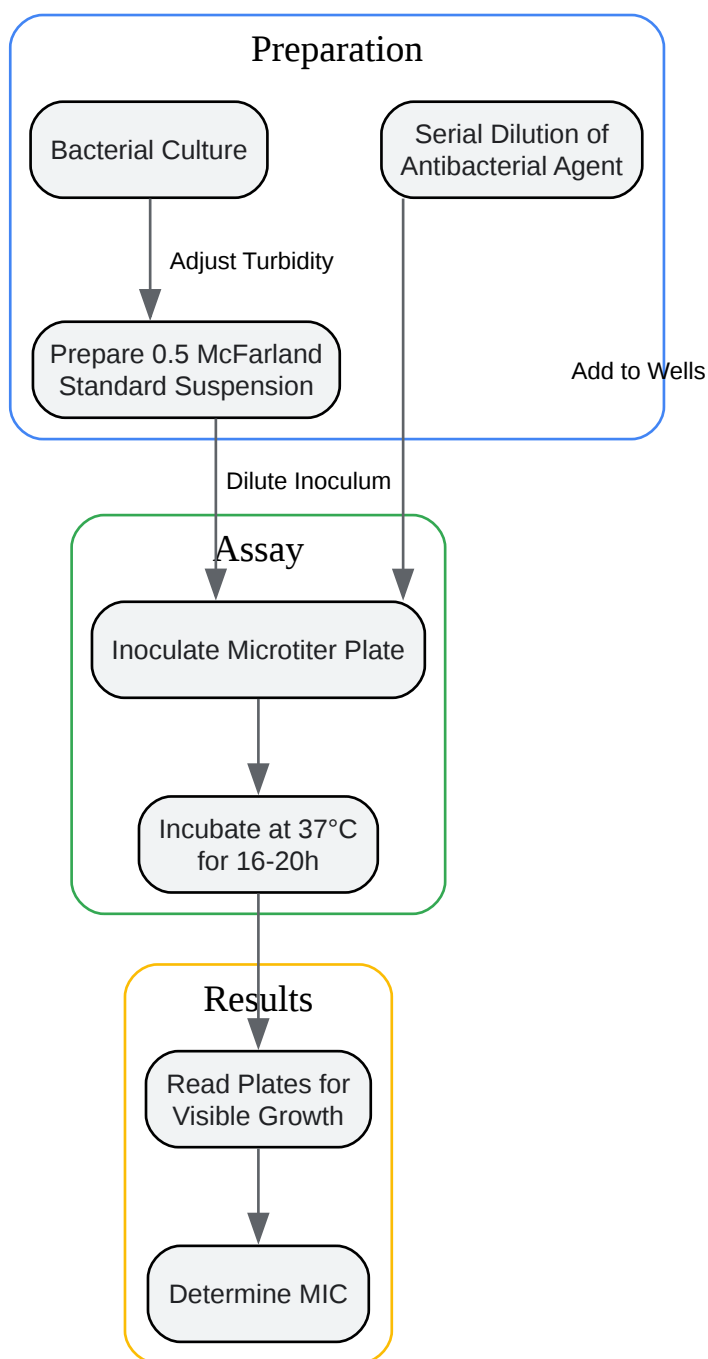 Preparation
Bacterial Culture
Serial Dilution of
Antibacterial Agent
Adjust Turbidity
Prepare 0.5 McFarland
Standard Suspension
Add to Wells
Dilute Inoculum
Assay
Inoculate Microtiter Plate
Incubate at 37°C
for 16-20h
Results
Read Plates for
Visible Growth
Determine MIC